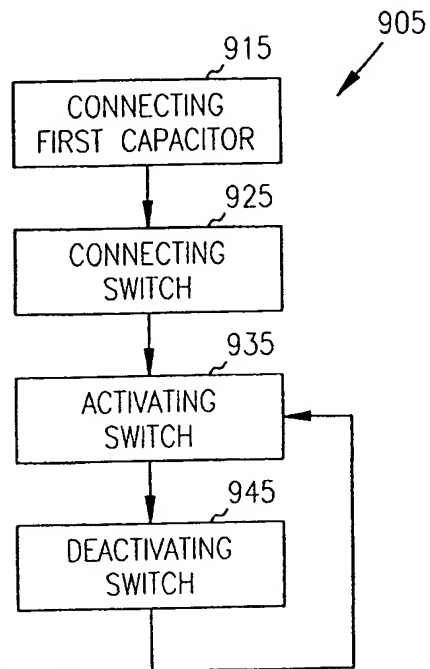 905
915
CONNECTING
FIRST CAPACITOR
925
CONNECTING
SWITCH
935
ACTIVATING
SWITCH
945
DEACTIVATING
SWITCH